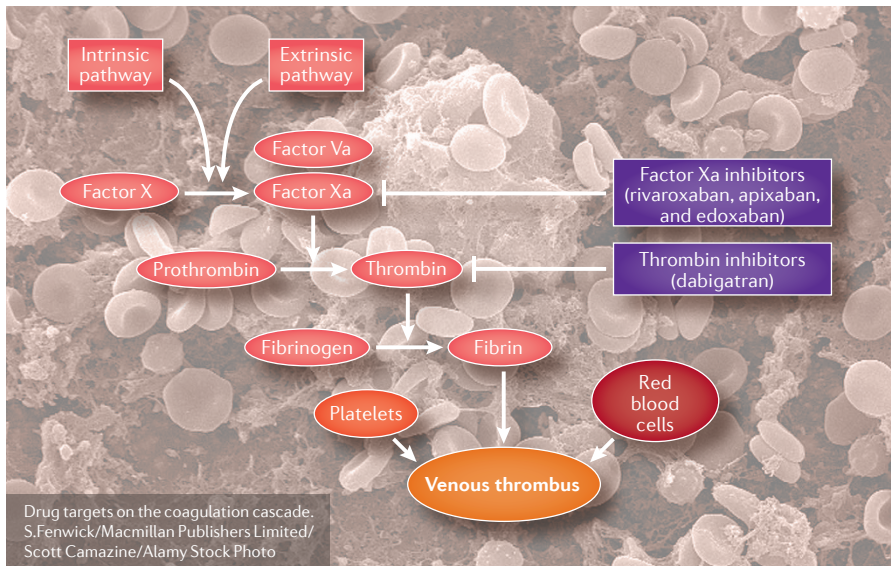 Intrinsic
pathway
Extrinsic
pathway
Factor Va
Factor X
Factor Xa
Factor Xa inhibitors
(rivaroxaban, apixaban,
and edoxaban)
Prothrombin
Thrombin
Thrombin inhibitors
(dabigatran)
Fibrinogen
Fibrin
Platelets
Red
blood
cells
Venous thrombus
Drug targets on the coagulation cascade.
S.Fenwick/Macmillan Publishers Limited/
Scott Camazine/Alamy Stock Photo